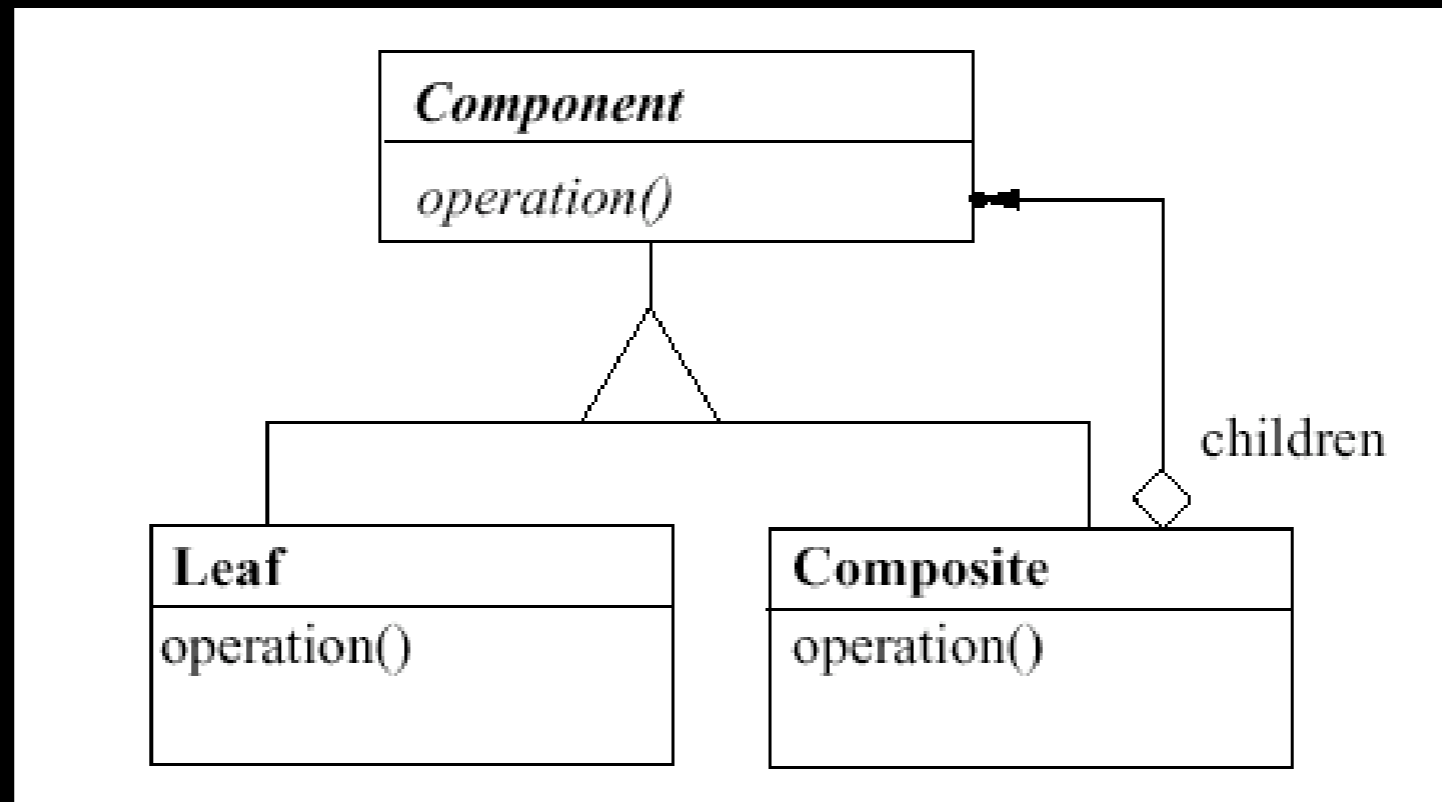 Component
operation()
children
Leaf
operation()
Composite
operation()